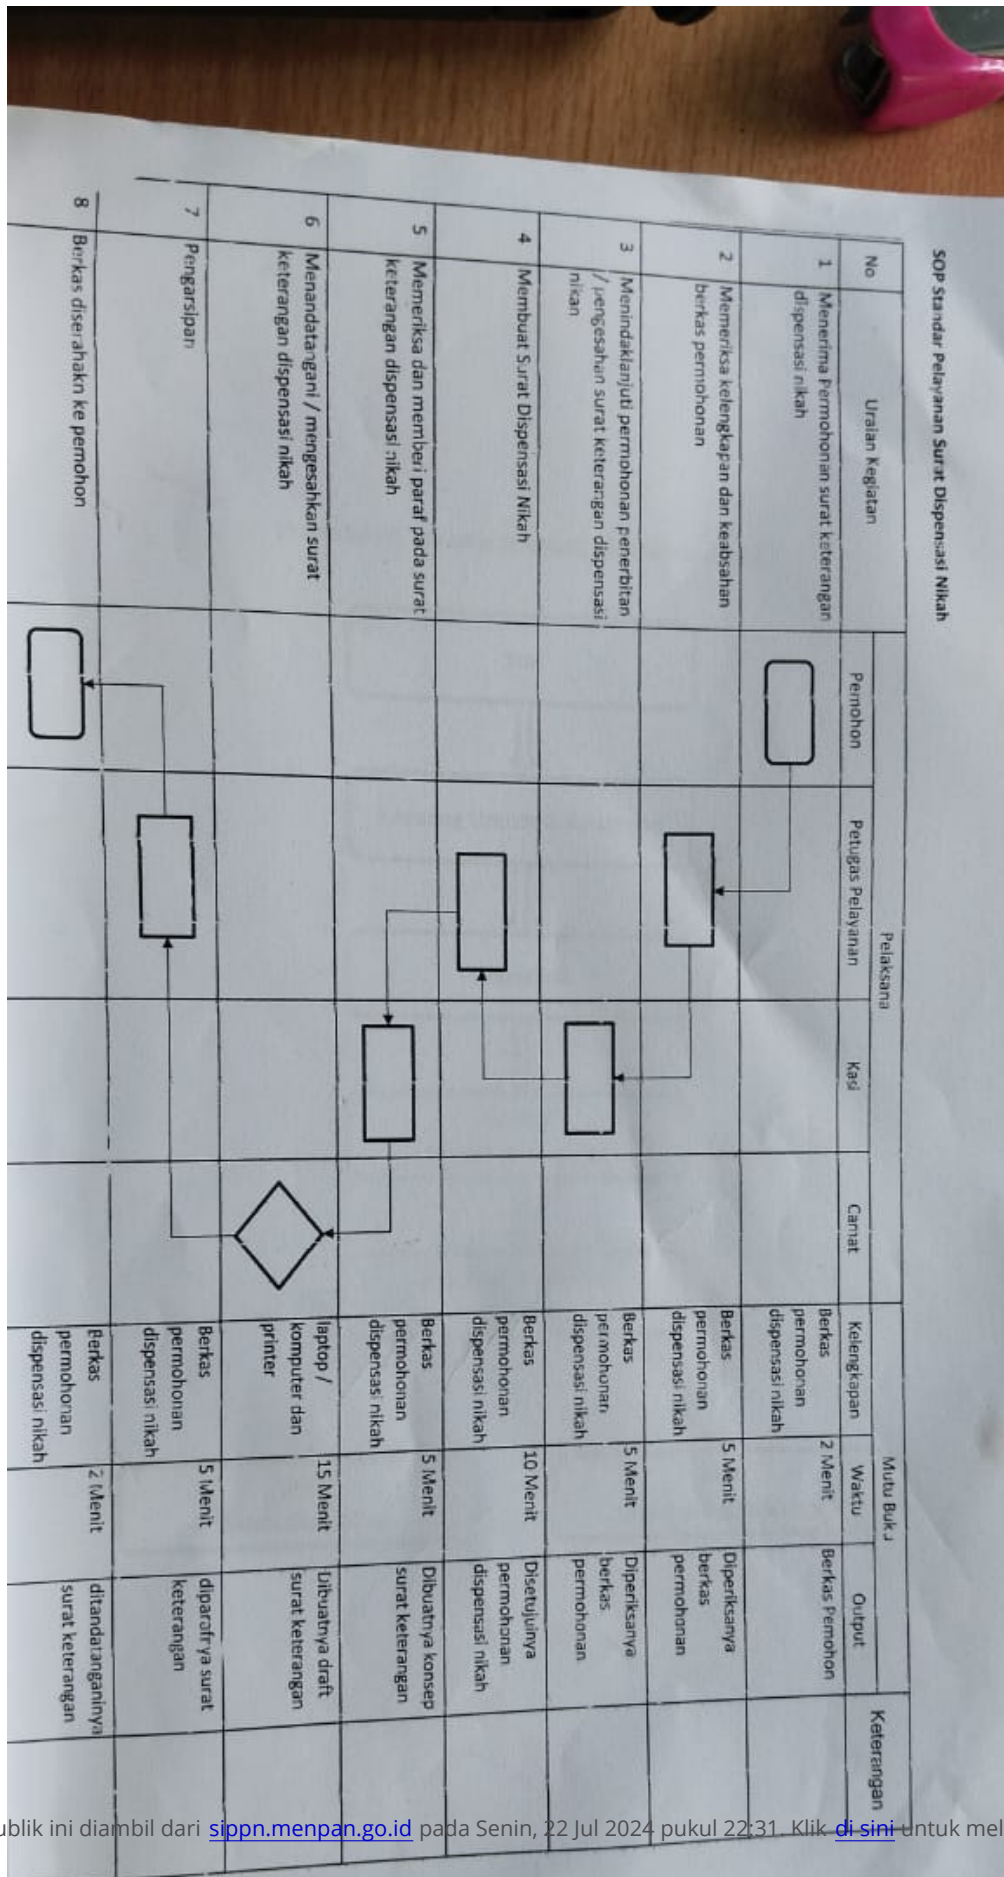 SOP Standar Pelayanan Surat Dispensasi Nikah
No
Uraian Kegiatan
Pelaksana
Mutu Buku
Keterangan
Pemohon
Petugas Pelayanan
Kasi
Camat
Kelengkapan
Waktu
Output
1
Menerima Permohonan surat keterangan
dispensasi nikah
Berkas
permohonan
dispensasi nikah
2 Menit
Berkas Pemohon
2
Memeriksa kelengkapan dan keabsahan
berkas permohonan
Berkas
permohonan
dispensasi nikah
5 Menit
Diperiksanya
berkas
permohonan
3
Menindaklanjuti permohonan penerbitan
/ pengesahan surat keterangan dispensasi
nikan
Berkas
permohonan
dispensasi nikah
5 Menit
Diperiksanya
berkas
permohonan
4
Membuat Surat Dispensasi Nikah
Berkas
permohonan
dispensasi nikah
10 Menit
Disetujuinya
permohonan
dispensasi nikah
5
Memeriksa dan memberi paraf pada surat
keterangan dispensasi nikah
Berkas
permohonan
dispensasi nikah
5 Menit
Dibuatnya konsep
surat keterangan
6
Menandatangani / mengesahkan surat
keterangan dispensasi nikah
laptop /
komputer dan
printer
15 Menit
Dibuatnya draft
surat keterangan
7
Pengarsipan
Berkas
permohonan
dispensasi nikah
5 Menit
diparafnya surat
keterangan
8
Berkas diserahakn ke pemohon
Berkas
permohonan
dispensasi nikah
2 Menit
ditandatanganinya
surat keterangan
ublik ini diambil dari sippn.menpan.go.id pada Senin, 22 Jul 2024 pukul 22:31. Klik di sini untuk mel